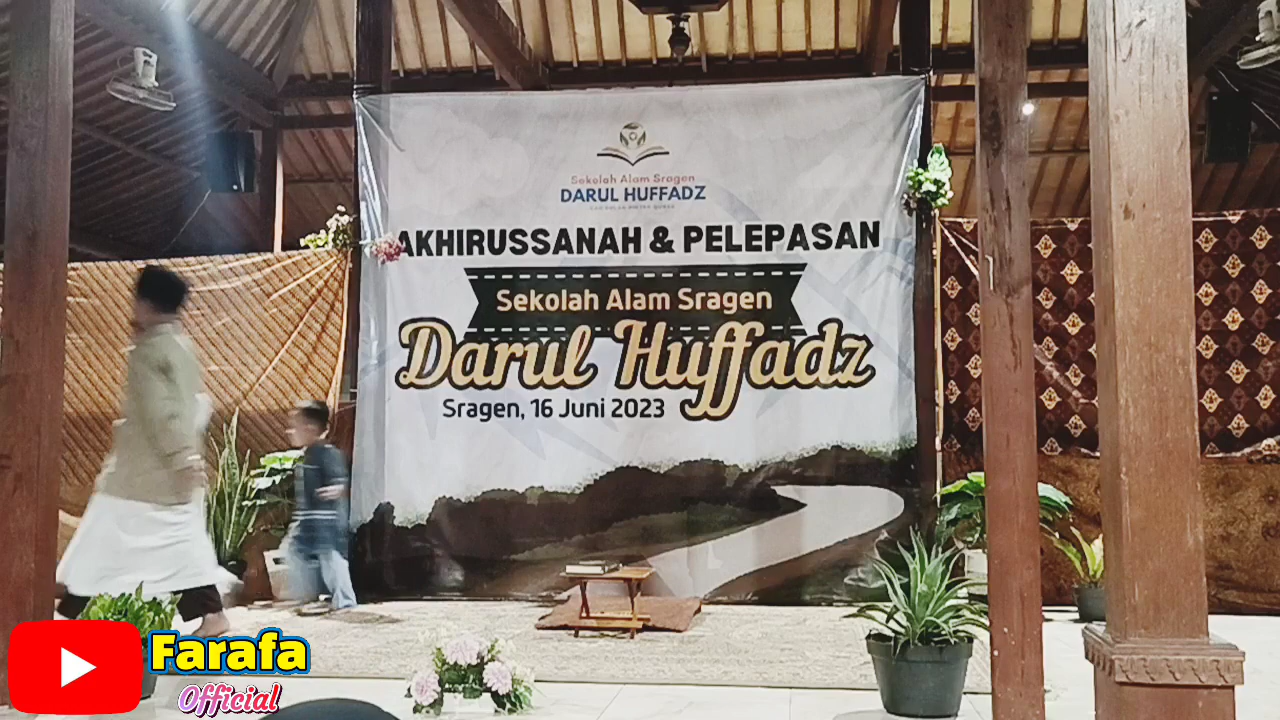 Sekolah Alam Sragen
DARUL HUFFADZ
AKHIRUSSANAH & PELEPASAN
Sekolah Alam Sragen
Darul Huffadz
Sragen, 16 Juni 2023
Farafa
Official